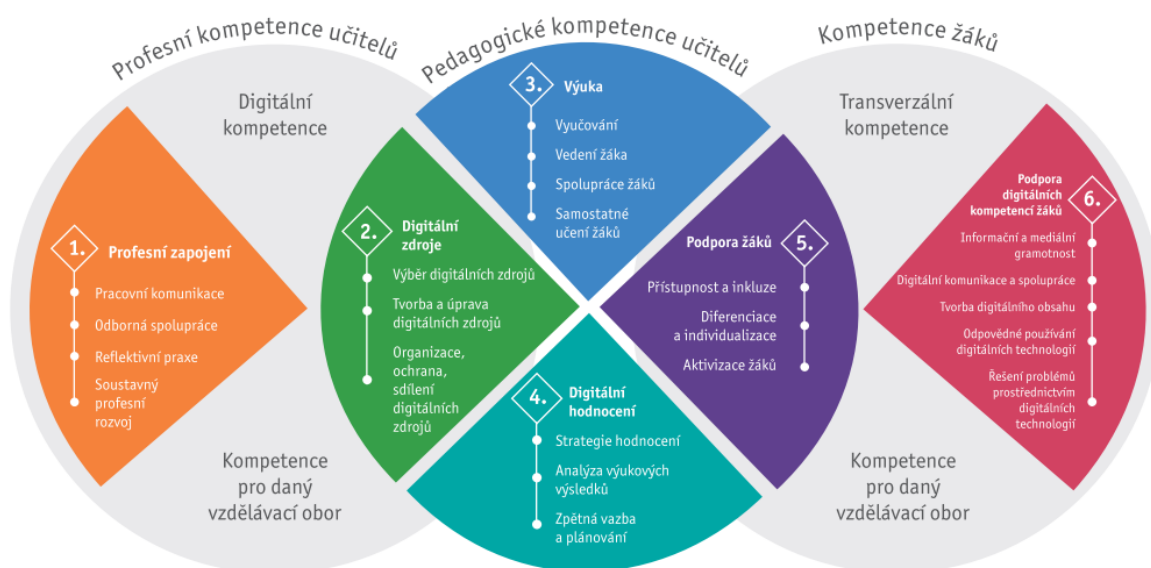 Profesní kompetence učitelů
Pedagogické kompetence učitelů
Kompetence žáků
Digitální
kompetence
Transverzální
kompetence
1.
Profesní zapojení
Pracovní komunikace
Odborná spolupráce
Reflektivní praxe
Soustavný
profesní
rozvoj
2.
Digitální
zdroje
Výběr digitálních zdrojů
Tvorba a úprava
digitálních zdrojů
Organizace,
ochrana,
sdílení
digitálních
zdrojů
3.
Výuka
Vyučování
Vedení žáka
Spolupráce žáků
Samostatné
učení žáků
4.
Digitální
hodnocení
Strategie hodnocení
Analýza výukových
výsledků
Zpětná vazba
a plánování
Podpora žáků
5.
Přístupnost a inkluze
Diferenciace
a individualizace
Aktivizace žáků
Podpora
digitálních
kompetencí žáků
6.
Informační a mediální
gramotnost
Digitální komunikace a spolupráce
Tvorba digitálního obsahu
Odpovědné používání
digitálních technologií
Řešení problémů
prostřednictvím
digitálních
technologií
Kompetence
pro daný
vzdělávací obor
Kompetence
pro daný
vzdělávací obor